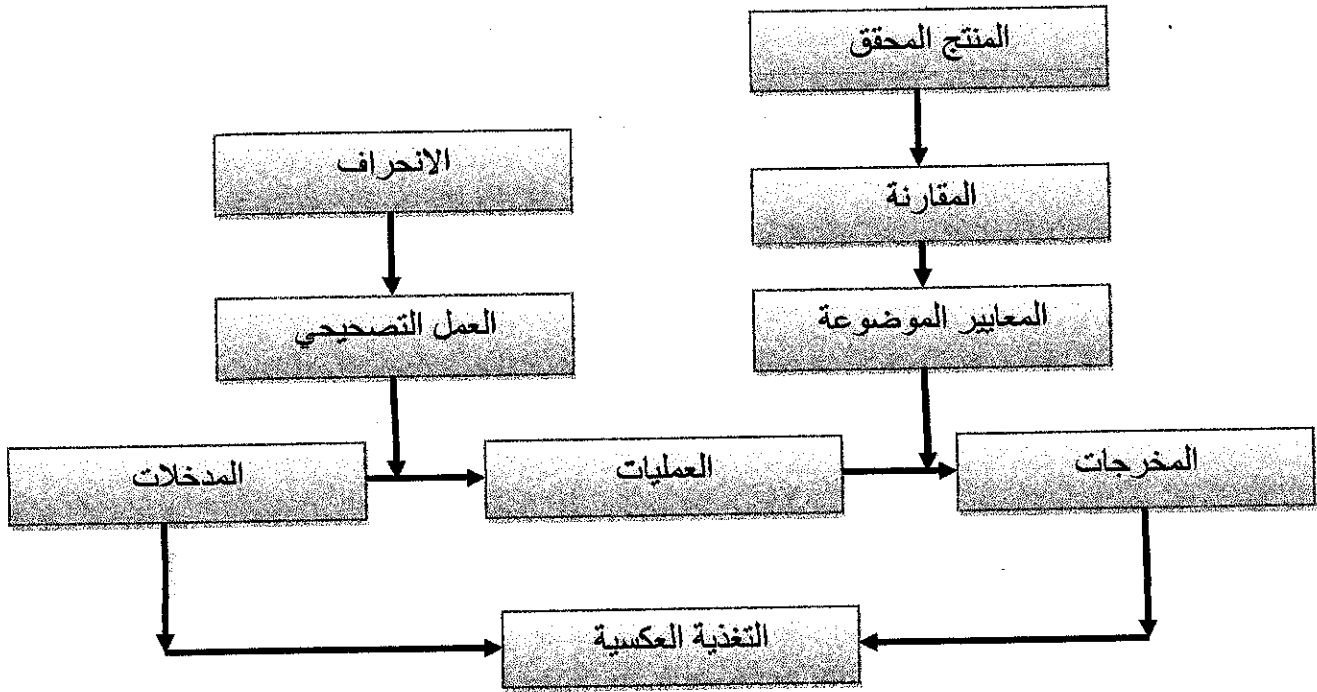 المنتج المحقق
الانحراف
المقارنة
العمل التصحيحي
المعايير الموضوعة
المدخلات
العمليات
المخرجات
التغذية العكسية